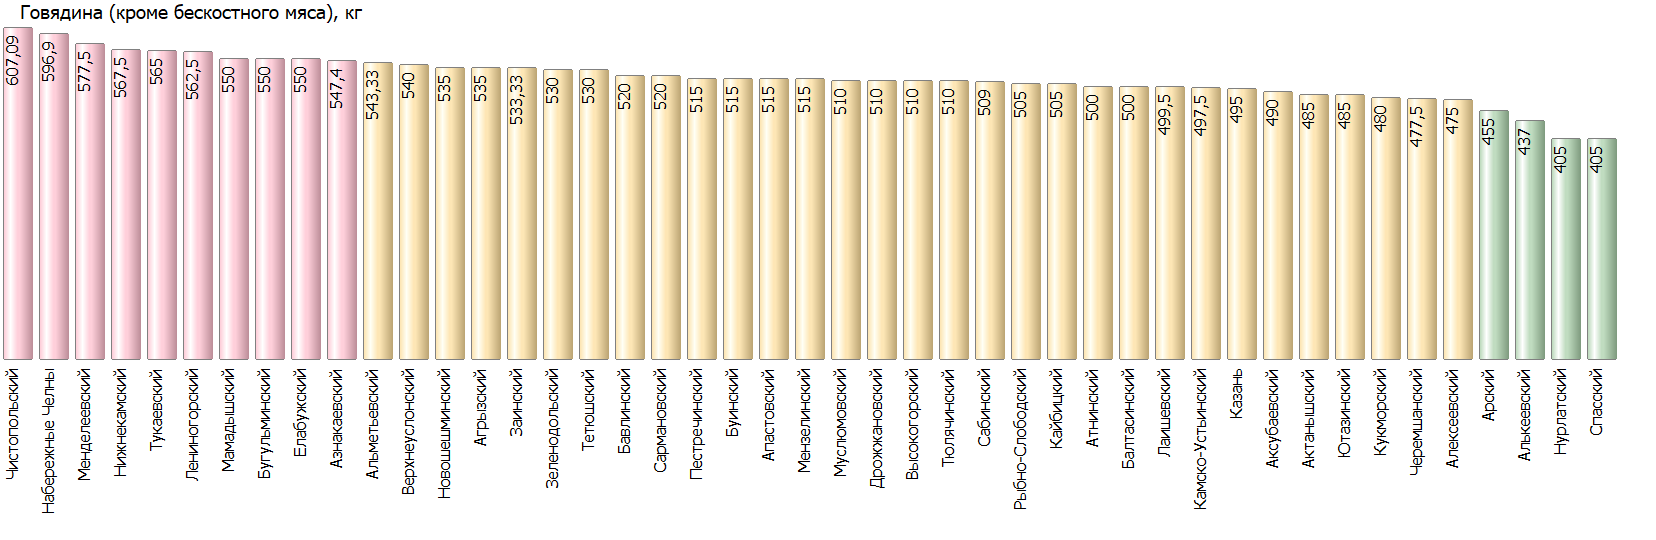 Говядина (кроме бескостного мяса), кг
607,09
596,9
577,5
567,5
565
562,5
550
550
550
547,4
543,33
540
535
535
533,33
530
530
520
520
515
515
515
515
510
510
510
510
509
505
505
500
500
499,5
497,5
495
490
485
485
480
477,5
475
455
437
405
405
Чистопольский
Набережные Челны
Менделеевский
Нижнекамский
Тукаевский
Лениногорский
Мамадышский
Бугульминский
Елабужский
Азнакаевский
Альметьевский
Верхнеуслонский
Новошешминский
Агрызский
Заинский
Зеленодольский
Тетюшский
Бавлинский
Сармановский
Пестречинский
Буинский
Апастовский
Мензелинский
Муслюмовский
Дрожжановский
Высокогорский
Тюлячинский
Сабинский
Рыбно-Слободский
Кайбицкий
Атнинский
Балтасинский
Лаишевский
Камско-Устьинский
Казань
Аксубаевский
Актанышский
Ютазинский
Кукморский
Черемшанский
Алексеевский
Арский
Алькеевский
Нурлатский
Спасский